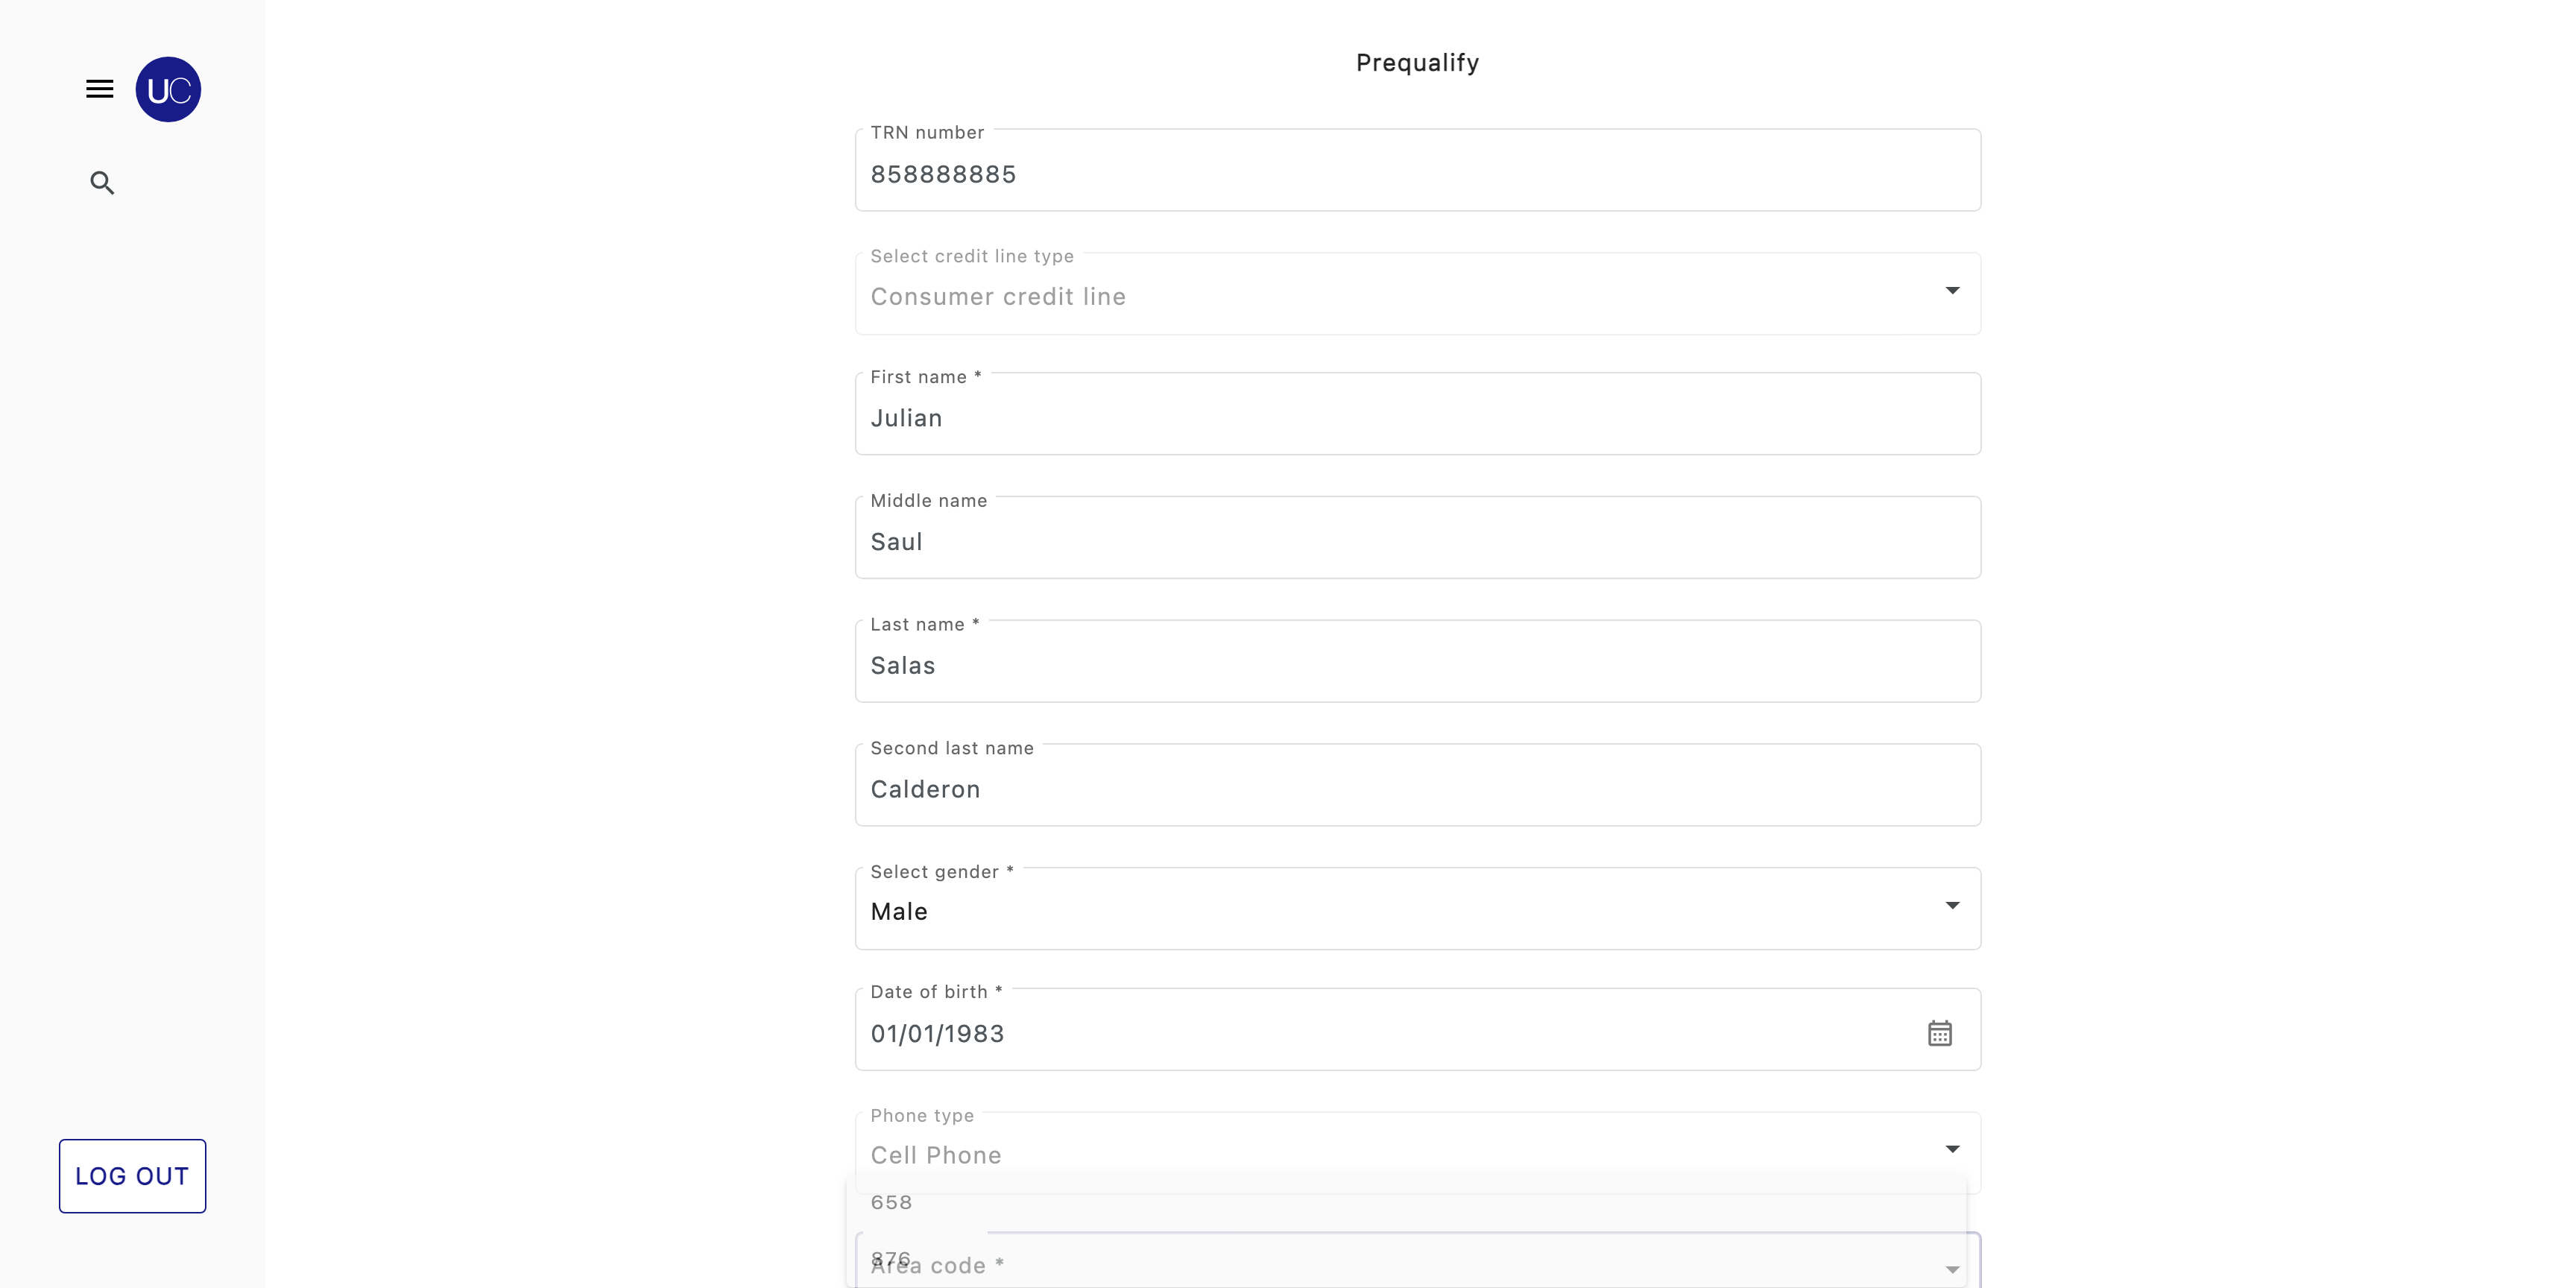 Prequalify
UC
TRN number
858888885
Select credit line type
Consumer credit line
First name *
Julian
Middle name
Saul
Last name *
Salas
Second last name
Calderon
Select gender *
Male
Date of birth *
01/01/1983
Phone type
Cell Phone
LOG OUT
658
876
Area code *